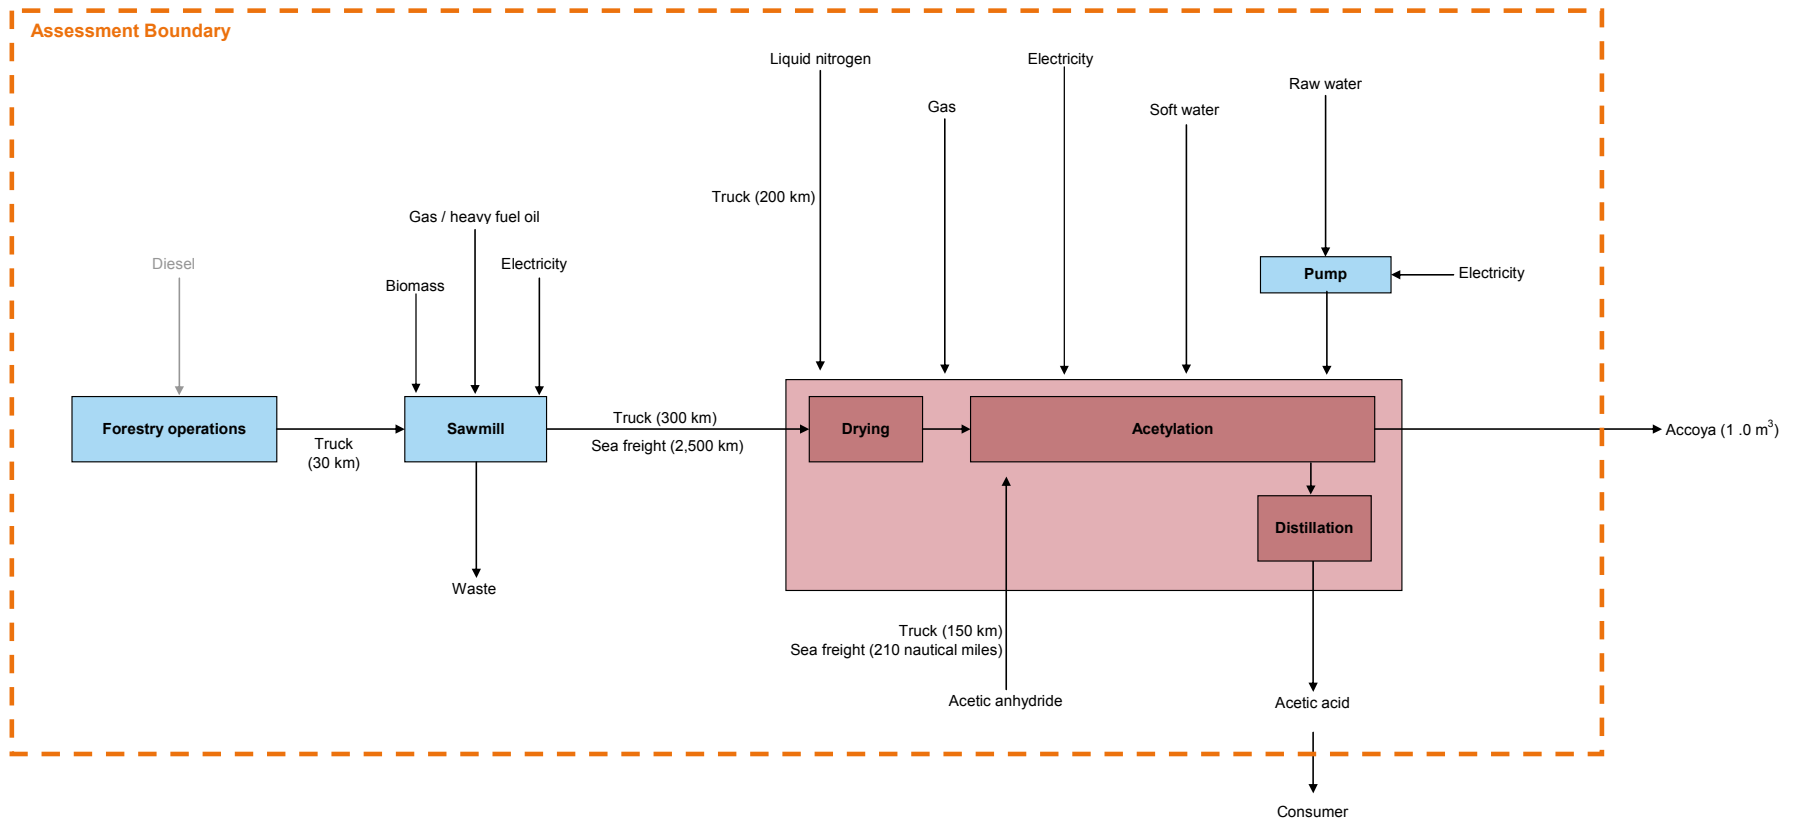 Assessment Boundary
Liquid nitrogen
Electricity
Raw water
Gas
Soft water
Truck (200 km)
Gas / heavy fuel oil
Diesel
Electricity
Biomass
Pump
Electricity
Forestry operations
Truck
(30 km)
Sawmill
Truck (300 km)
Sea freight (2,500 km)
Drying
Acetylation
Accoya (1 .0 m³)
Distillation
Waste
Truck (150 km)
Sea freight (210 nautical miles)
Acetic anhydride
Acetic acid
Consumer